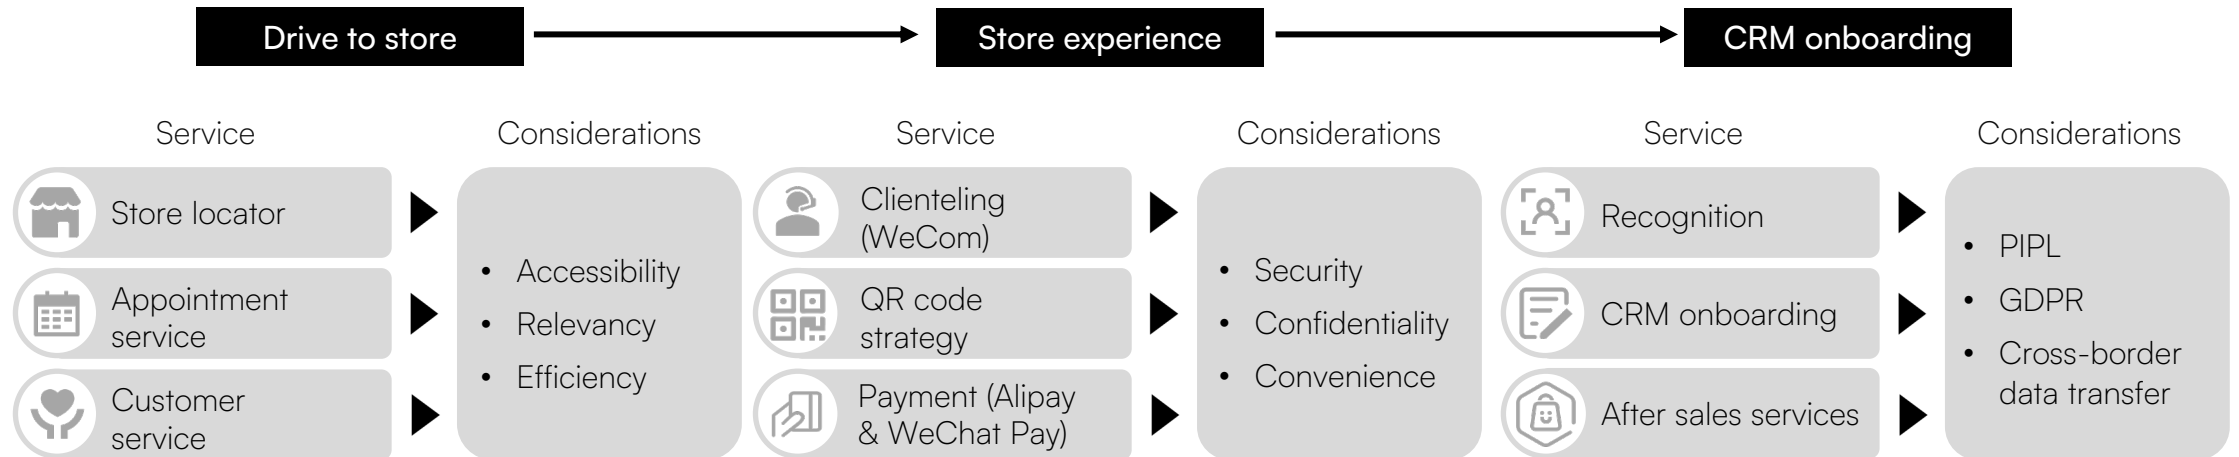 Drive to store
Store experience
CRM onboarding
Service
Considerations
Service
Considerations
Service
Considerations
Store locator
Appointment
service
Customer
service
• Accessibility
• Relevancy
• Efficiency
Clienteling
(WeCom)
QR code
strategy
Payment (Alipay
& WeChat Pay)
• Security
• Confidentiality
• Convenience
Recognition
CRM onboarding
After sales services
• PIPL
• GDPR
• Cross-border
data transfer